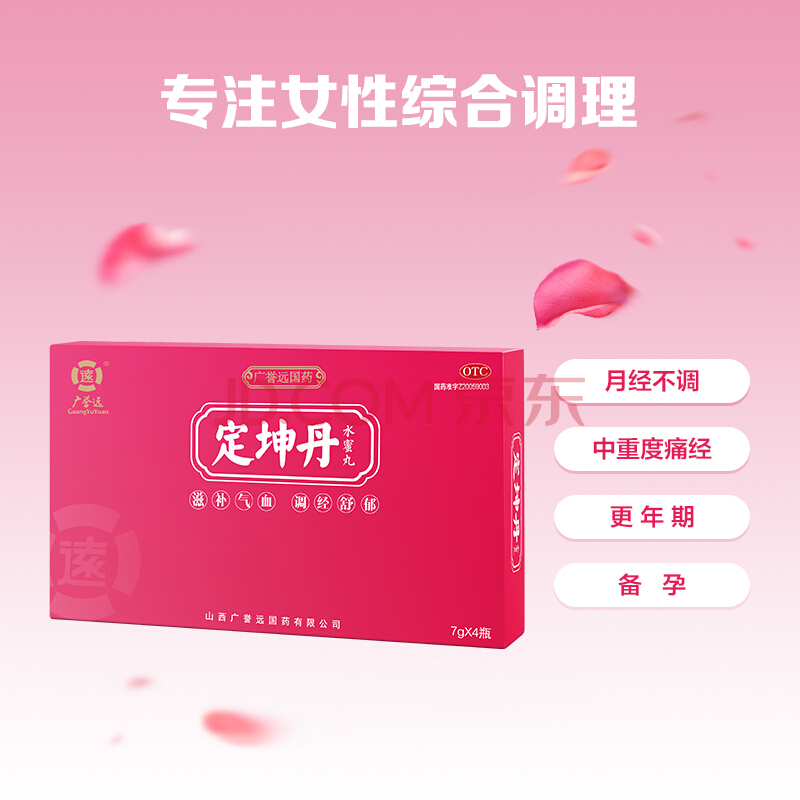 专注女性综合调理
远
广誉远
GuangYuYuan
广誉远国药
OTC
国药准字Z20059003
JD.COM 京东
定坤丹
水蜜丸
滋补气血 调经舒郁
远
山西广誉远国药有限公司
7gX4瓶
定坤丹
月经不调
中重度痛经
更年期
备孕